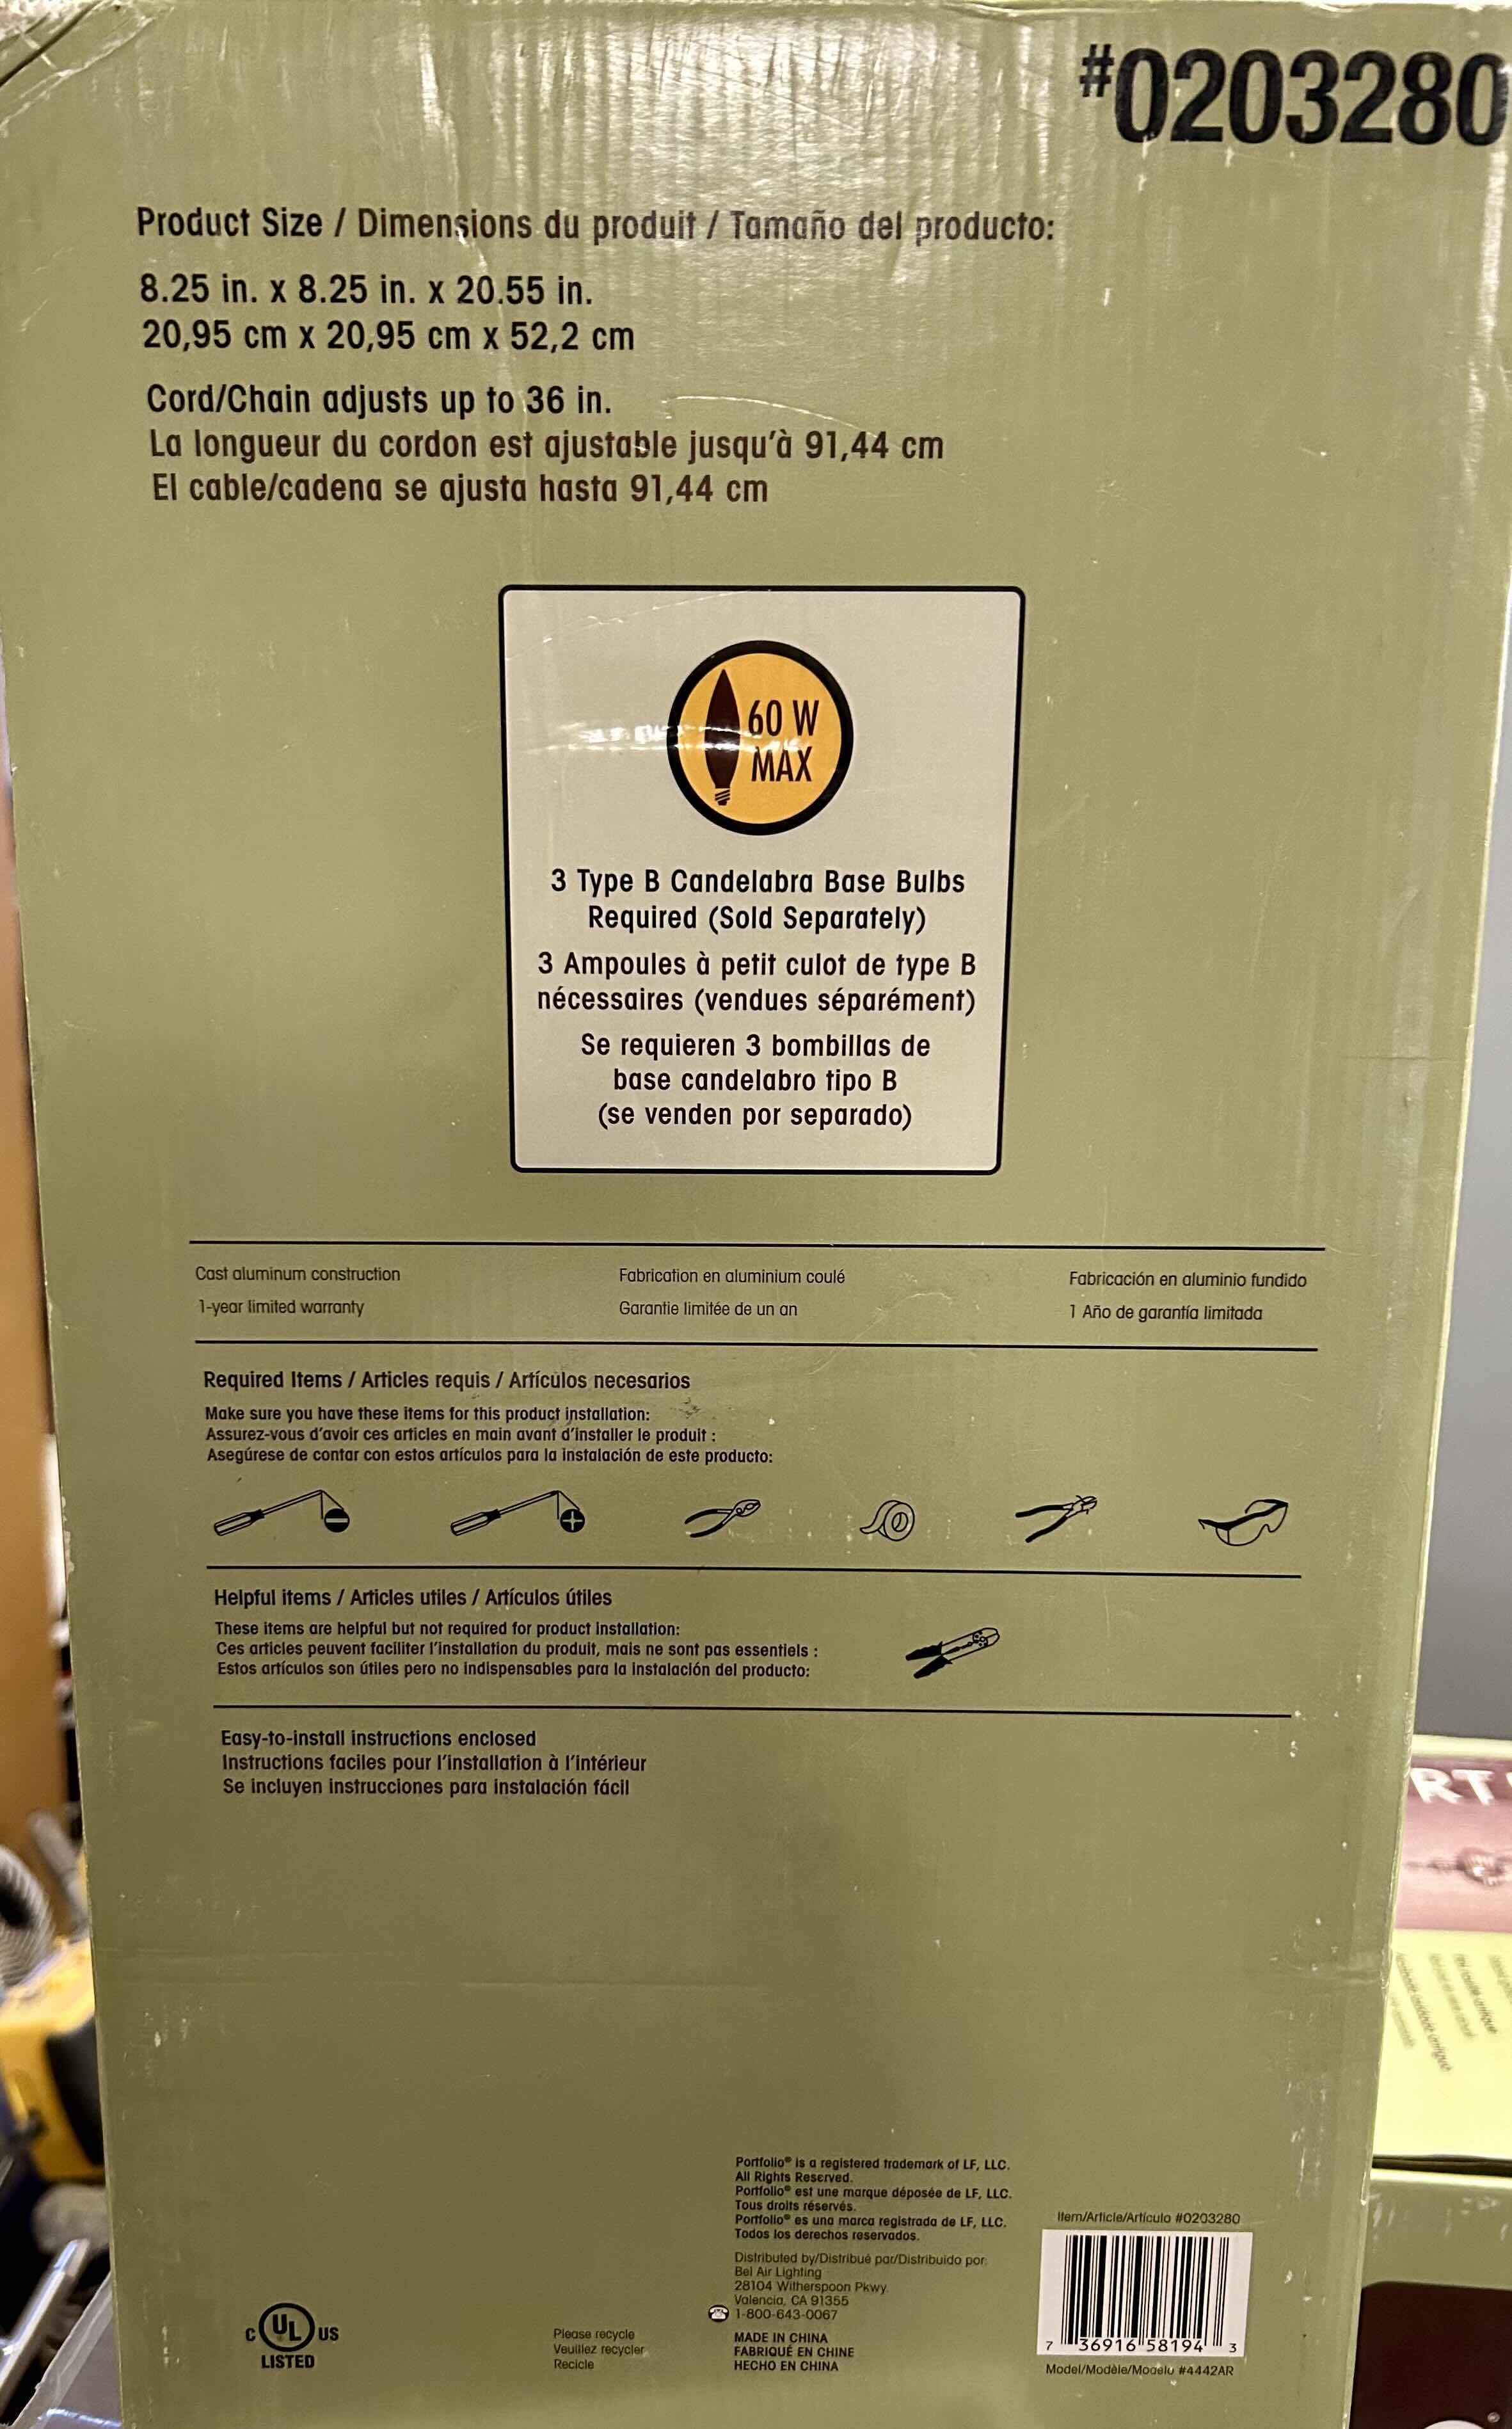 #0203280
Product Size / Dimensions du produit / Tamaño del producto:
8.25 in. x 8.25 in. x 20.55 in.
20,95 cm x 20,95 cm x 52,2 cm
Cord/Chain adjusts up to 36 in.
La longueur du cordon est ajustable jusqu'à 91,44 cm
El cable/cadena se ajusta hasta 91,44 cm
60 W
MAX
3 Type B Candelabra Base Bulbs
Required (Sold Separately)
3 Ampoules à petit culot de type B
nécessaires (vendues séparément)
Se requieren 3 bombillas de
base candelabro tipo B
(se venden por separado)
Cast aluminum construction
1-year limited warranty
Fabrication en aluminium coulé
Garantie limitée de un an
Fabricación en aluminio fundido
1 Año de garantía limitada
Required Items / Articles requis / Artículos necesarios
Make sure you have these items for this product installation:
Assurez-vous d'avoir ces articles en main avant d'installer le produit :
Asegúrese de contar con estos artículos para la instalación de este producto:
Helpful items / Articles utiles / Artículos útiles
These items are helpful but not required for product installation:
Ces articles peuvent faciliter l'installation du produit, mais ne sont pas essentiels :
Estos artículos son útiles pero no indispensables para la instalación del producto:
Easy-to-install instructions enclosed
Instructions faciles pour l'installation à l'intérieur
Se incluyen instrucciones para instalación fácil
Portfolio® is a registered trademark of LF, LLC.
All Rights Reserved.
Portfolio® est une marque déposée de LF, LLC.
Tous droits réservés.
Portfolio® es una marca registrada de LF, LLC.
Todos los derechos reservados.
Distributed by/Distribué par/Distribuido por:
Bel Air Lighting
28104 Witherspoon Pkwy.
Valencia, CA 91355
1-800-643-0067
MADE IN CHINA
FABRIQUÉ EN CHINE
HECHO EN CHINA
Item/Article/Artículo #0203280
7 36916 58194 3
Model/Modèle/Modelo #4442AR
C UL US
LISTED
Please recycle
Veuillez recycler
Recicle
RT